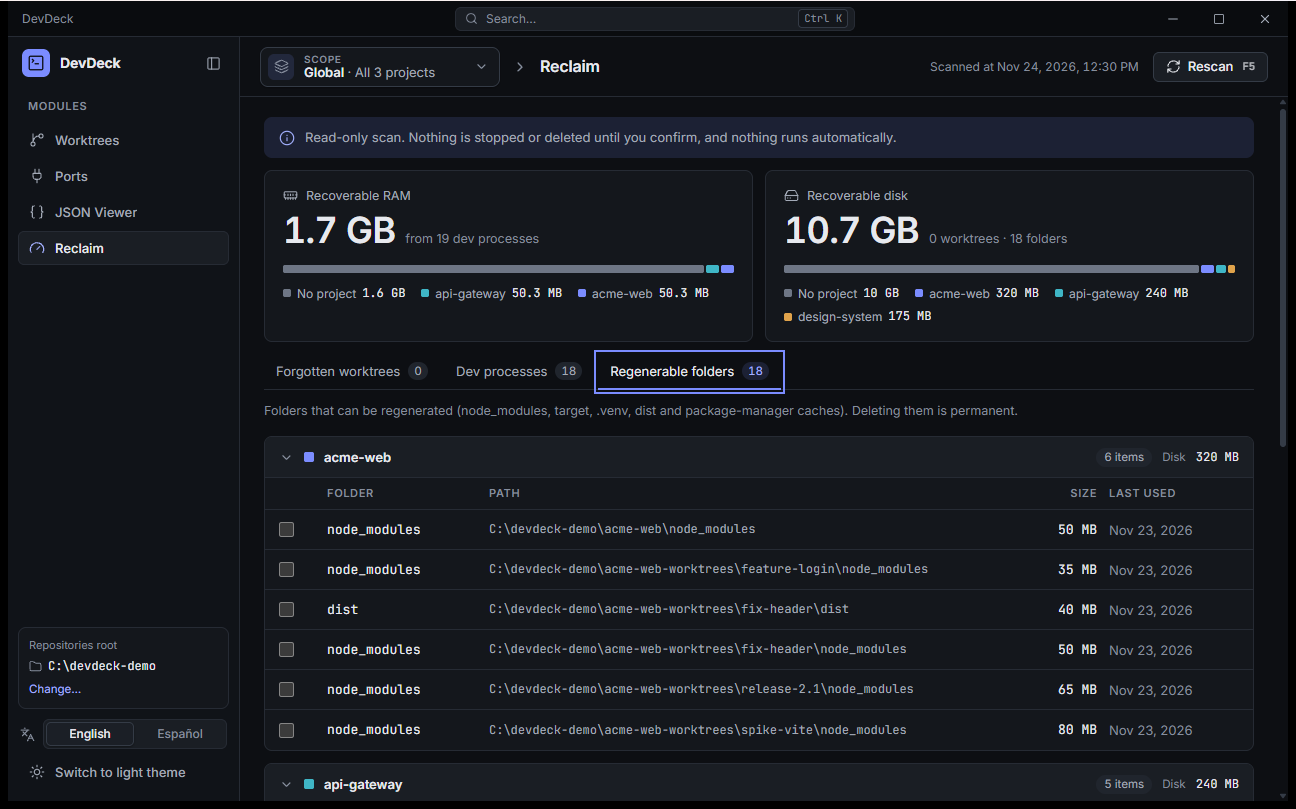 DevDeck
Search... Ctrl K
DevDeck
MODULES
Worktrees
Ports
JSON Viewer
Reclaim
Repositories root
C:\devdeck-demo
Change...
English Español
Switch to light theme
SCOPE
Global · All 3 projects
Reclaim
Scanned at Nov 24, 2026, 12:30 PM
Rescan F5
Read-only scan. Nothing is stopped or deleted until you confirm, and nothing runs automatically.
Recoverable RAM
1.7 GB from 19 dev processes
No project 1.6 GB api-gateway 50.3 MB acme-web 50.3 MB
Recoverable disk
10.7 GB 0 worktrees · 18 folders
No project 10 GB acme-web 320 MB api-gateway 240 MB
design-system 175 MB
Forgotten worktrees 0 Dev processes 18 Regenerable folders 18
Folders that can be regenerated (node_modules, target, .venv, dist and package-manager caches). Deleting them is permanent.
acme-web 6 items Disk 320 MB
FOLDER PATH SIZE LAST USED
node_modules C:\devdeck-demo\acme-web\node_modules 50 MB Nov 23, 2026
node_modules C:\devdeck-demo\acme-web-worktrees\feature-login\node_modules 35 MB Nov 23, 2026
dist C:\devdeck-demo\acme-web-worktrees\fix-header\dist 40 MB Nov 23, 2026
node_modules C:\devdeck-demo\acme-web-worktrees\fix-header\node_modules 50 MB Nov 23, 2026
node_modules C:\devdeck-demo\acme-web-worktrees\release-2.1\node_modules 65 MB Nov 23, 2026
node_modules C:\devdeck-demo\acme-web-worktrees\spike-vite\node_modules 80 MB Nov 23, 2026
api-gateway 5 items Disk 240 MB